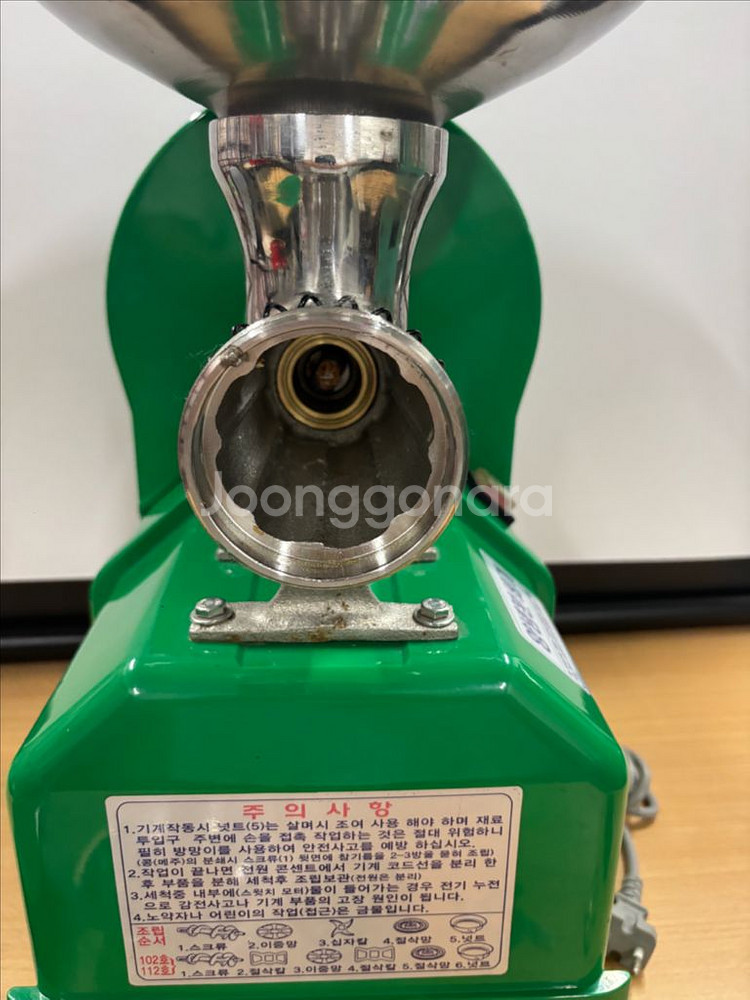 Joonggonara
주의사항
1.기계작동시 넛트(5)는 살며시 조여 사용 해야 하며 재료
투입구 주변에 손을 접촉 작업하는 것은 절대 위험하니
필히 방망이를 사용하여 안전사고를 예방 하십시오.
(콩(메주)의 분쇄시 스크류(1) 뒷면에 참기름을 2~3방울 묻혀 조립)
2.작업이 끝나면 전원 콘센트에서 기계 코드선을 분리 한
후 부품을 분해 세척후 조립보관(전원은 분리)
3.세척중 내부에(스윗치 모터)물이 들어가는 경우 전기 누전
으로 감전사고나 기계 부품의 고장 원인이 됩니다.
4.노약자나 어린이의 작업(접근)은 금물입니다.
조립
순서
1.스크류 2.이중망 3.십자칼 4.절삭망 5.넛트
102호
112호
1.스크류 2.절삭칼 3.이중망 4.절삭칼 5.절삭망 6.넛트